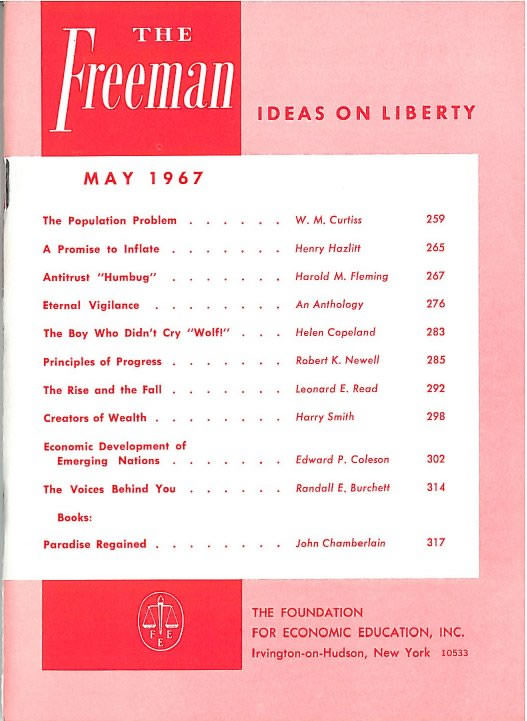 THE
Freeman
IDEAS ON LIBERTY
MAY 1967
The Population Problem . . . . . . W. M. Curtiss 259
A Promise to Inflate . . . . . . . Henry Hazlitt 265
Antitrust "Humbug" . . . . . . . Harold M. Fleming 267
Eternal Vigilance . . . . . . . . An Anthology 276
The Boy Who Didn't Cry "Wolf!" . . . Helen Copeland 283
Principles of Progress . . . . . . . Robert K. Newell 285
The Rise and the Fall . . . . . . . Leonard E. Read 292
Creators of Wealth . . . . . . . . Harry Smith 298
Economic Development of
Emerging Nations . . . . . . . Edward P. Coleson 302
The Voices Behind You . . . . . . Randall E. Burchett 314
Books:
Paradise Regained . . . . . . . . John Chamberlain 317
F E
E
THE FOUNDATION
FOR ECONOMIC EDUCATION, INC.
Irvington-on-Hudson, New York 10533